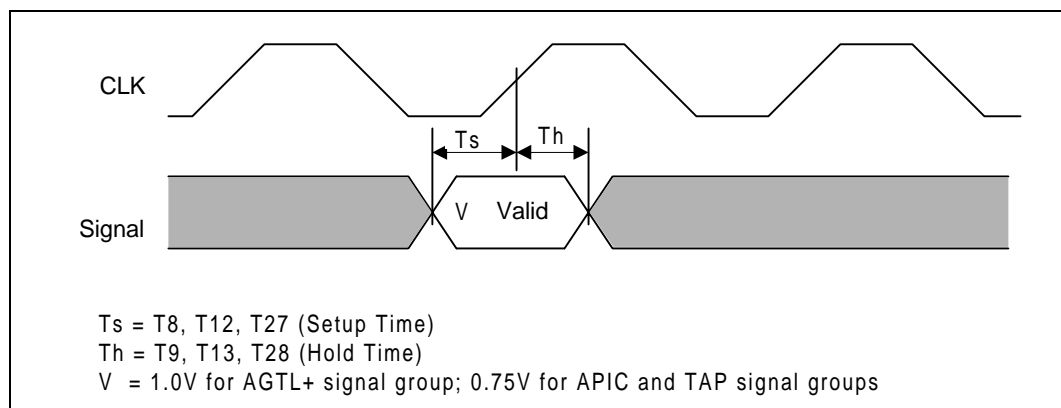 CLK
Ts Th
V Valid
Signal
Ts = T8, T12, T27 (Setup Time)
Th = T9, T13, T28 (Hold Time)
V = 1.0V for AGTL+ signal group; 0.75V for APIC and TAP signal groups